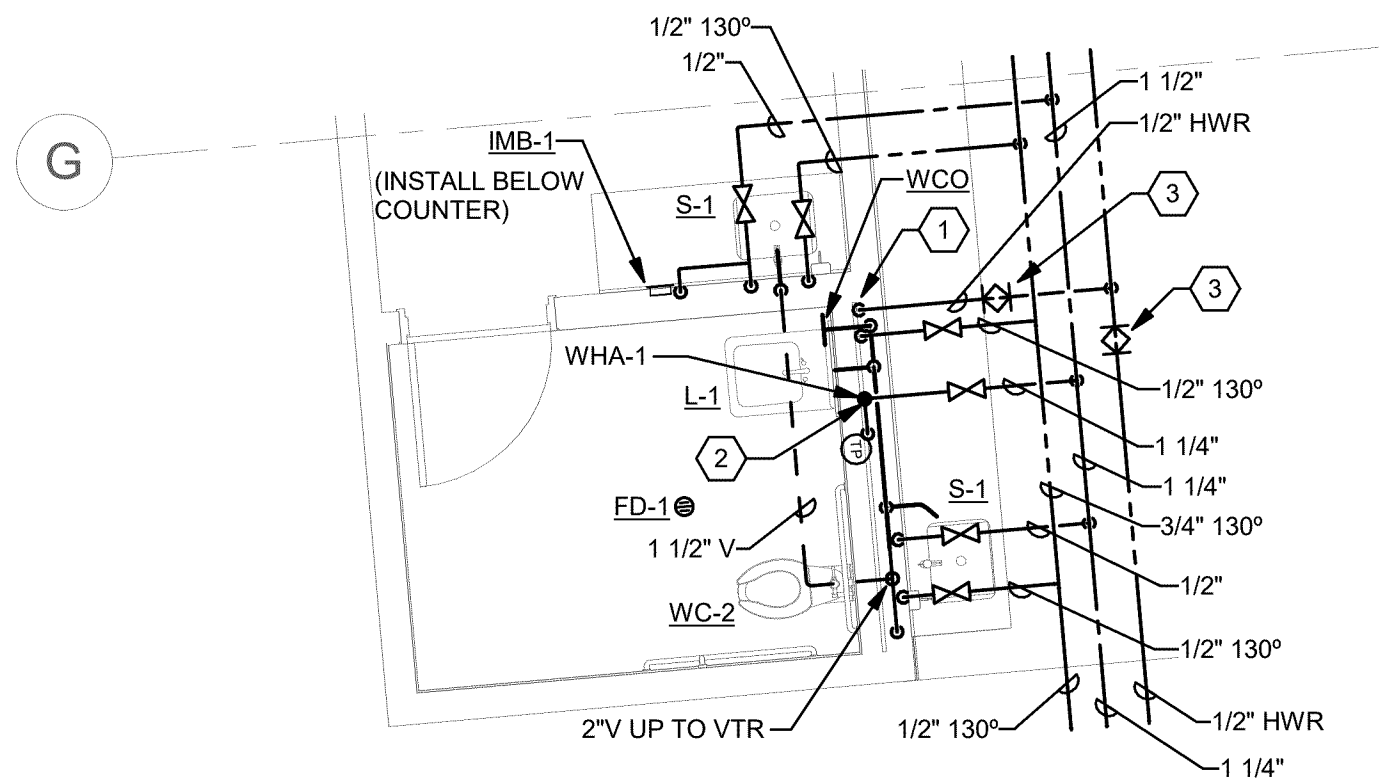 1/2" 130º
1/2"
1 1/2"
1/2" HWR
G
IMB-1
(INSTALL BELOW
COUNTER)
S-1
WCO
3
1
3
WHA-1
L-1
1/2" 130º
TP
2
1 1/4"
S-1
1 1/4"
FD-1
3/4" 130º
1 1/2" V
1/2"
WC-2
1/2" 130º
2"V UP TO VTR
1/2" 130º
1/2" HWR
1 1/4"